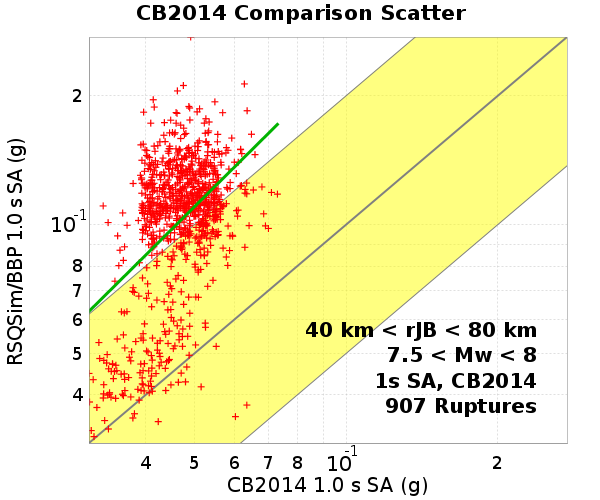 CB2014 Comparison Scatter
RSQSim/BBP 1.0 s SA (g)
2
10-1
8
7
6
5
4
40 km < rJB < 80 km
7.5 < Mw < 8
1s SA, CB2014
907 Ruptures
4 5 6 7 8 10-1 2
CB2014 1.0 s SA (g)